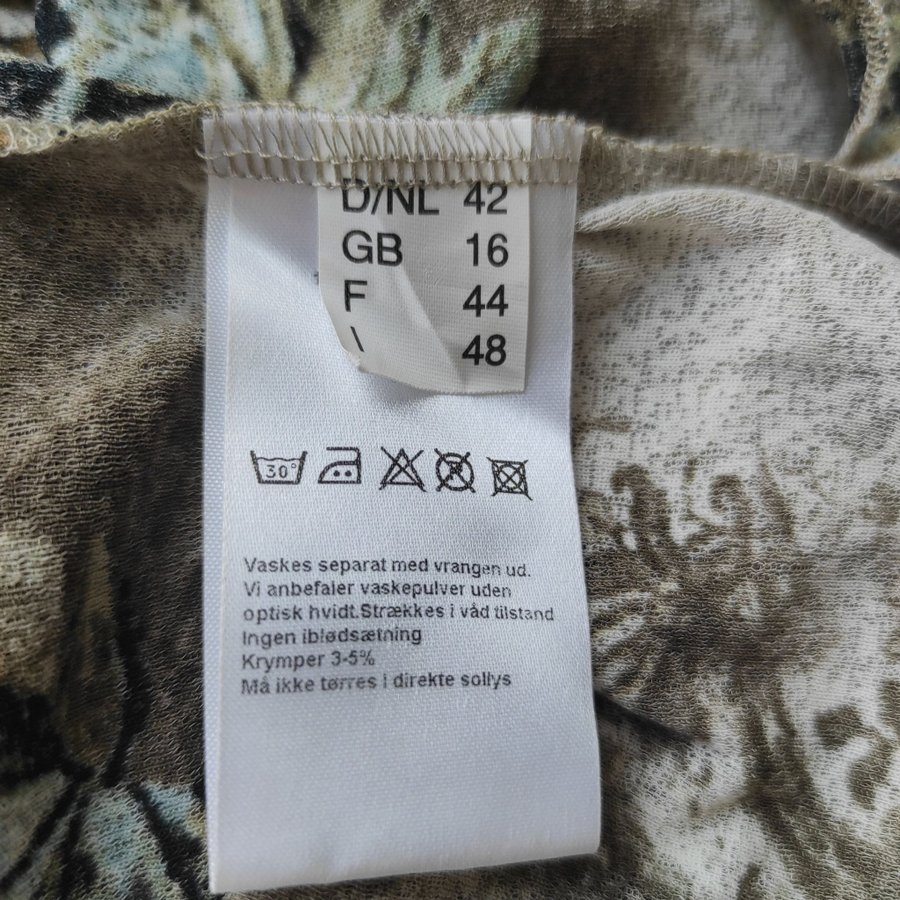 D/NL 42
GB 16
F 44
48
30°
Vaskes separat med vrangen ud.
Vi anbefaler vaskepulver uden
optisk hvidt.Strækkes i våd tilstand
Ingen iblødsætning
Krymper 3-5%
Må ikke tørres i direkte sollys